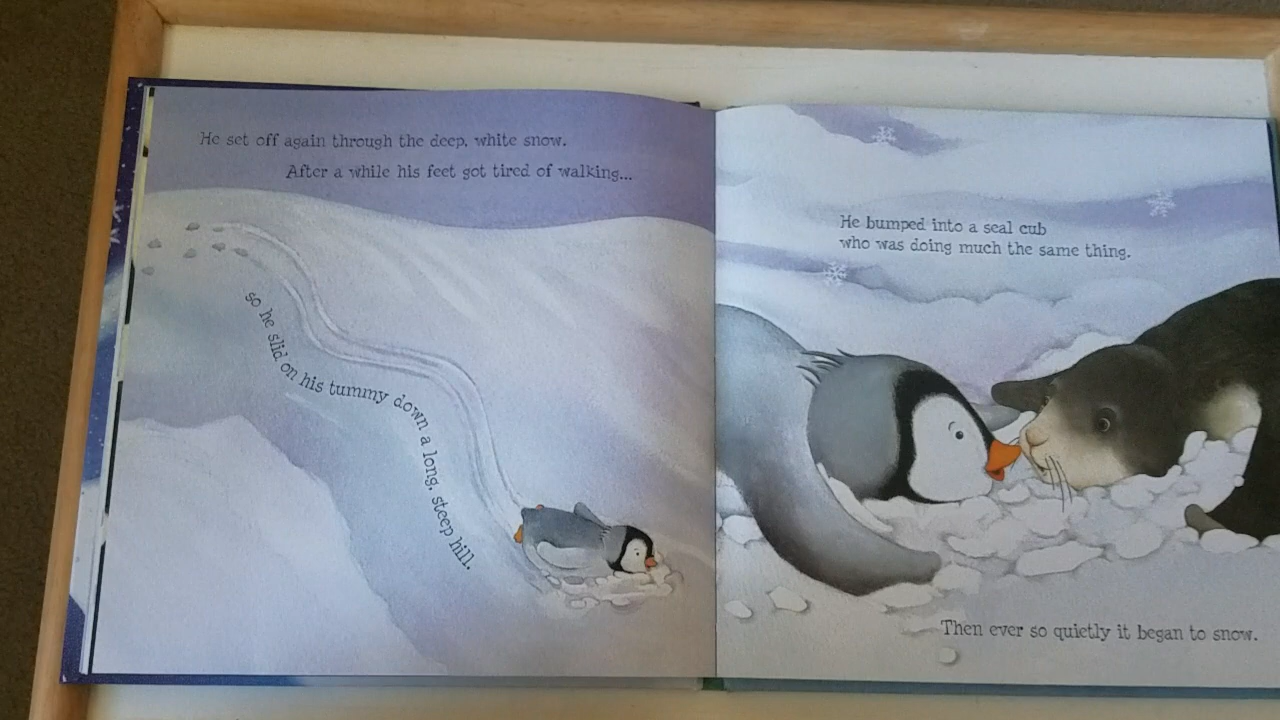 He set off again through the deep, white snow.
After a while his feet got tired of walking...
so he slid on his tummy down a long, steep hill.
He bumped into a seal cub
who was doing much the same thing.
Then ever so quietly it began to snow.